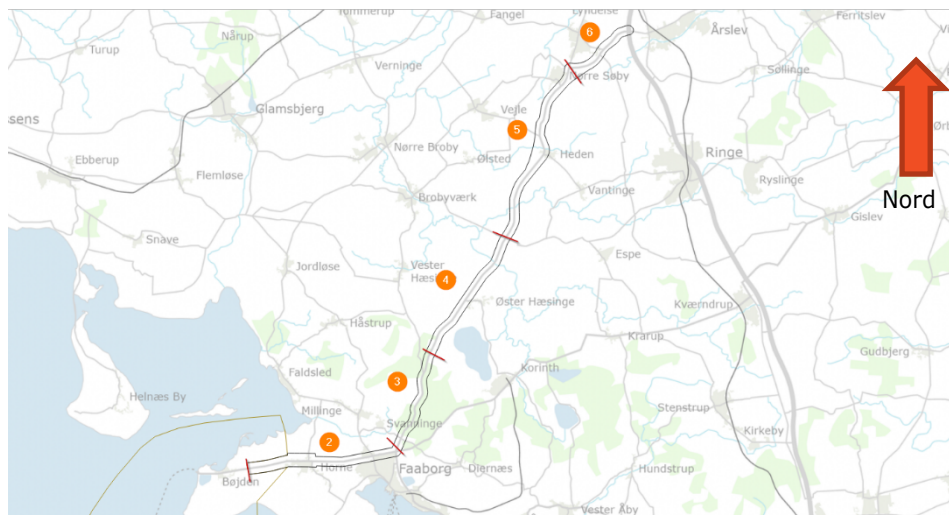 Tommerup
Fangel
Lyndelse
6
Årslev
Ferritslev
Nårup
Turup
Verninge
Nørre Søby
Søllinge
Glamsbjerg
Vejle
5
sens
Nørre Broby
Ølsted
Heden
Ringe
Ebberup
Flemløse
Vantinge
Ryslinge
Brobyværk
Nord
Gislev
Snave
Espe
Jordløse
Vester
4
Øster Hæsinge
Kværndrup
Håstrup
Krarup
Gudbjerg
Faldsled
Korinth
3
Helnæs By
Millinge
Stenstrup
Svanninge
2
Kirkeby
Horne
Faaborg
Diernæs
Hundstrup
Bøjden
Vester Åby